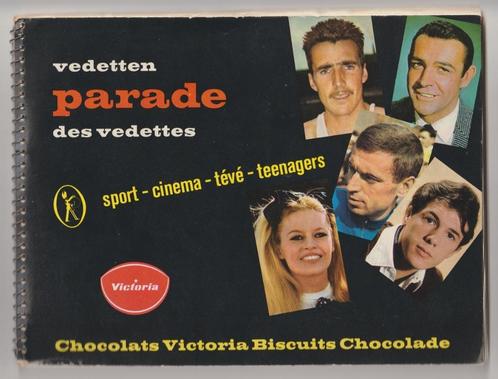 vedetten
parade
des vedettes
sport - cinema - tévé - teenagers
Victoria
Chocolats Victoria Biscuits Chocolade